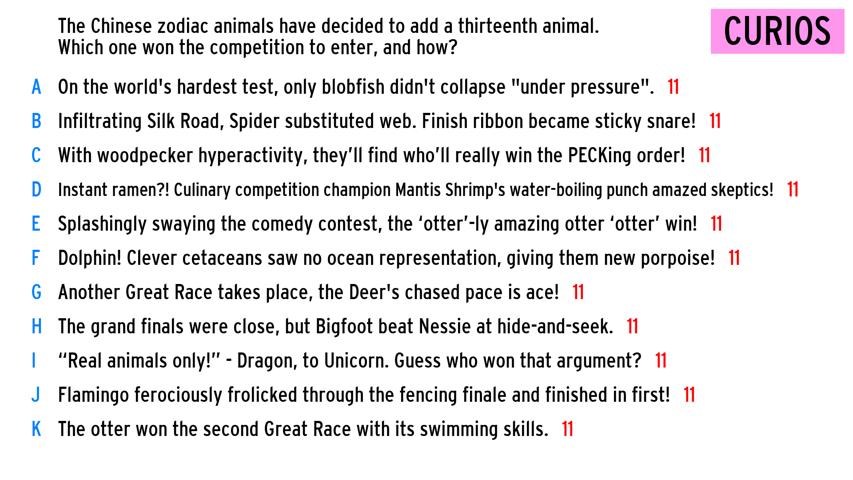 The Chinese zodiac animals have decided to add a thirteenth animal.
Which one won the competition to enter, and how?
CURIOS
A On the world's hardest test, only blobfish didn't collapse "under pressure". 11
B Infiltrating Silk Road, Spider substituted web. Finish ribbon became sticky snare! 11
C With woodpecker hyperactivity, they’ll find who’ll really win the PECKing order! 11
D Instant ramen?! Culinary competition champion Mantis Shrimp's water-boiling punch amazed skeptics! 11
E Splashingly swaying the comedy contest, the ‘otter’-ly amazing otter ‘otter’ win! 11
F Dolphin! Clever cetaceans saw no ocean representation, giving them new porpoise! 11
G Another Great Race takes place, the Deer's chased pace is ace! 11
H The grand finals were close, but Bigfoot beat Nessie at hide-and-seek. 11
I “Real animals only!” - Dragon, to Unicorn. Guess who won that argument? 11
J Flamingo ferociously frolicked through the fencing finale and finished in first! 11
K The otter won the second Great Race with its swimming skills. 11